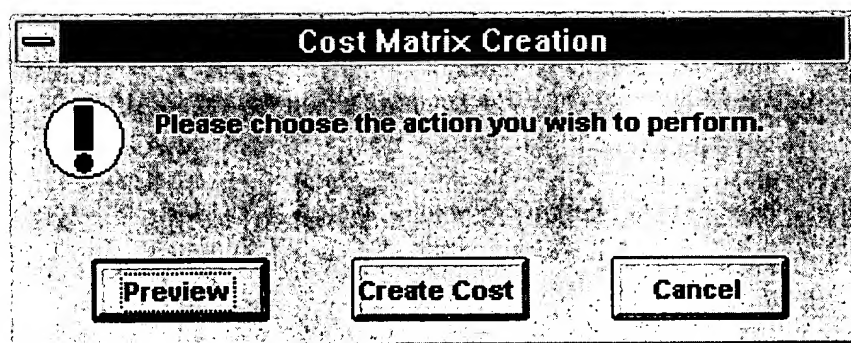 Cost Matrix Creation
Please choose the action you wish to perform.
Preview Create Cost Cancel